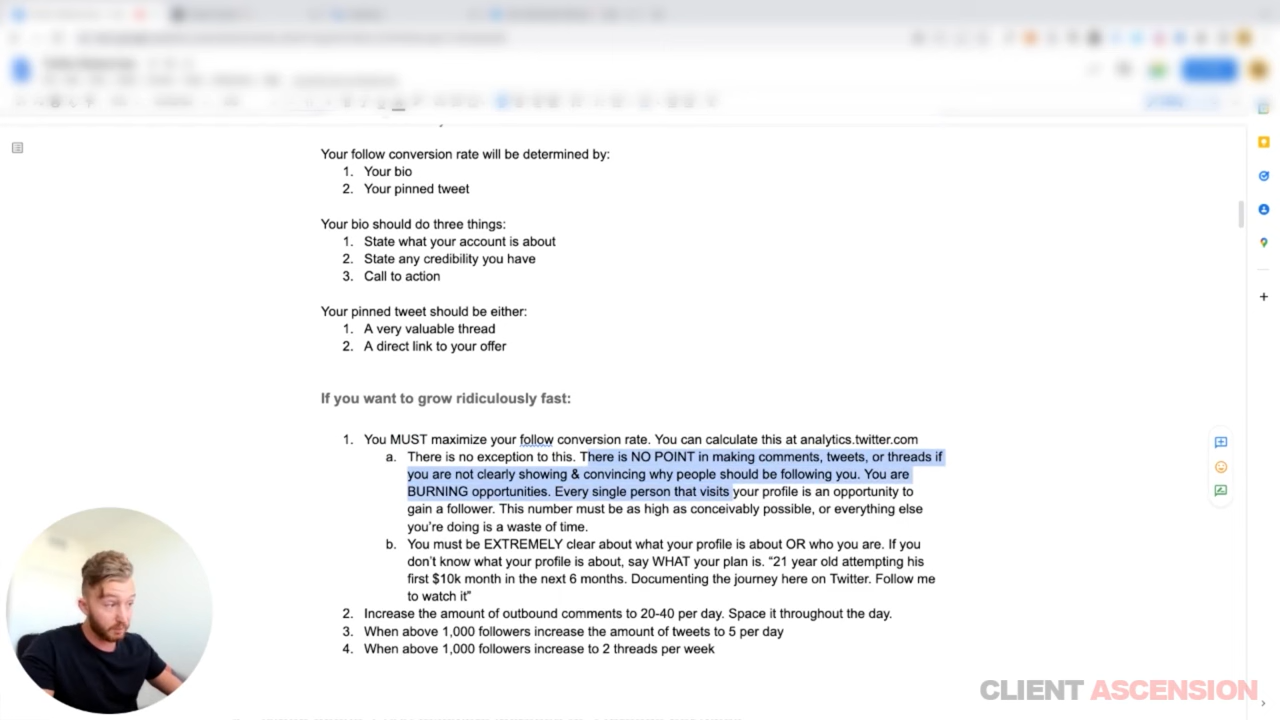 Your follow conversion rate will be determined by:
1. Your bio
2. Your pinned tweet
Your bio should do three things:
1. State what your account is about
2. State any credibility you have
3. Call to action
Your pinned tweet should be either:
1. A very valuable thread
2. A direct link to your offer
If you want to grow ridiculously fast:
1. You MUST maximize your follow conversion rate. You can calculate this at analytics.twitter.com
a. There is no exception to this. There is NO POINT in making comments, tweets, or threads if
you are not clearly showing & convincing why people should be following you. You are
BURNING opportunities. Every single person that visits your profile is an opportunity to
gain a follower. This number must be as high as conceivably possible, or everything else
you're doing is a waste of time.
b. You must be EXTREMELY clear about what your profile is about OR who you are. If you
don't know what your profile is about, say WHAT your plan is. "21 year old attempting his
first $10k month in the next 6 months. Documenting the journey here on Twitter. Follow me
to watch it"
2. Increase the amount of outbound comments to 20-40 per day. Space it throughout the day.
3. When above 1,000 followers increase the amount of tweets to 5 per day
4. When above 1,000 followers increase to 2 threads per week
CLIENT ASCENSION